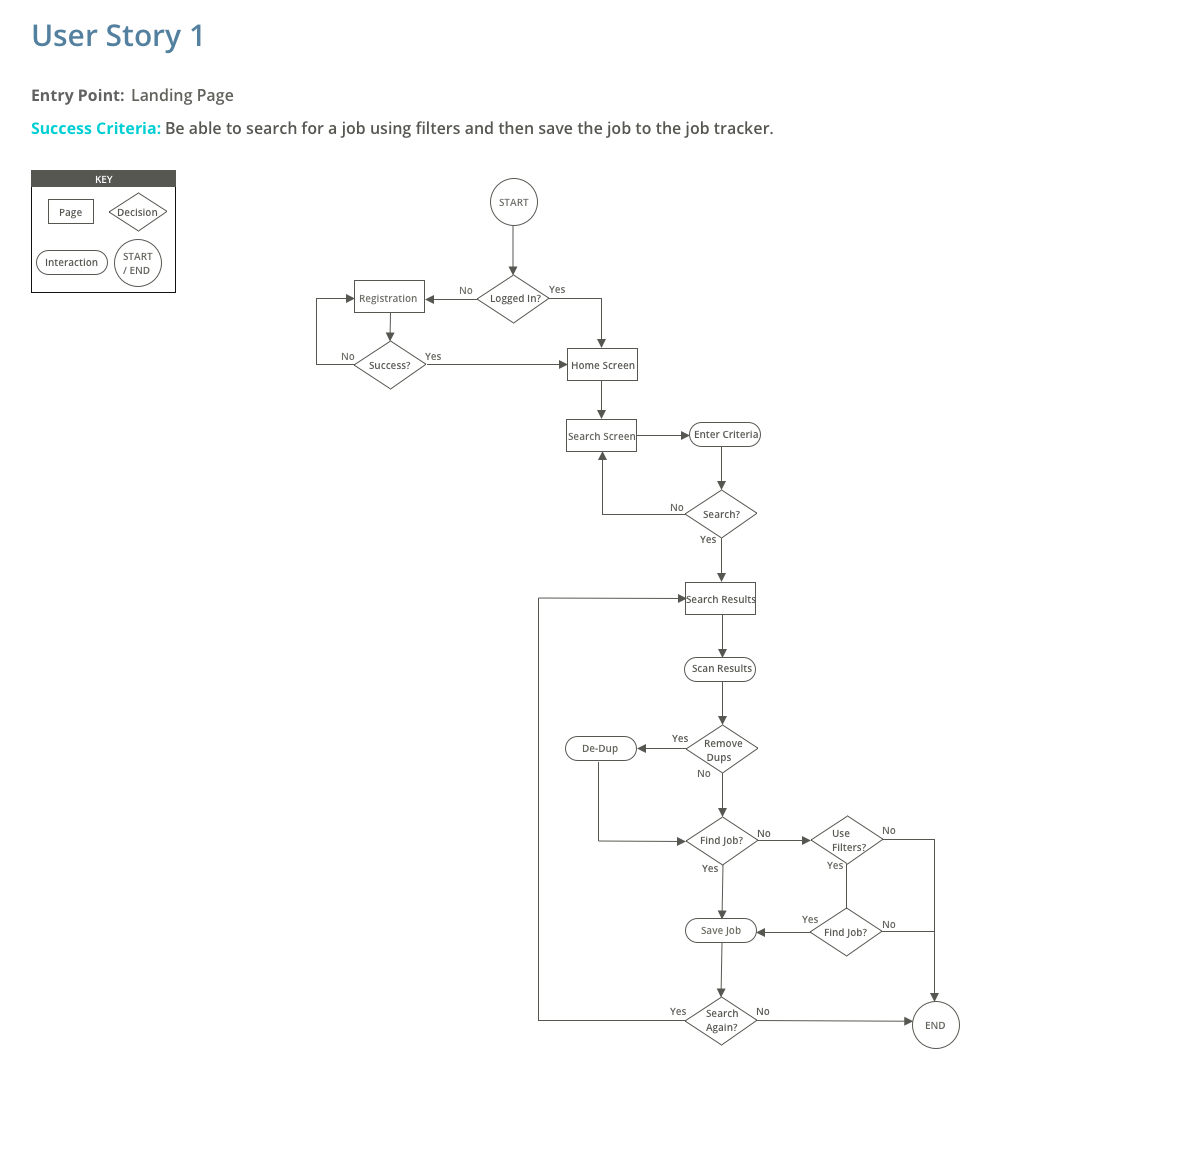 User Story 1
Entry Point: Landing Page
Success Criteria: Be able to search for a job using filters and then save the job to the job tracker.
KEY
Page
Decision
Interaction
START
/ END
START
Logged In?
No
Yes
Registration
Success?
No
Yes
Home Screen
Search Screen
Enter Criteria
Search?
No
Yes
Search Results
Scan Results
Remove
Dups
Yes
No
De-Dup
Find Job?
No
Yes
Use
Filters?
No
Yes
Find Job?
Yes
No
Save Job
Search
Again?
Yes
No
END